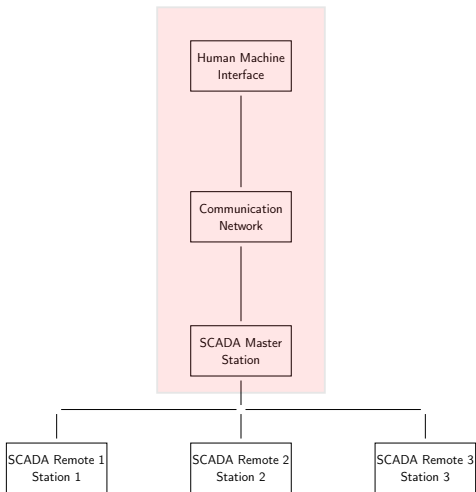 Human Machine
Interface
Communication
Network
SCADA Master
Station
SCADA Remote 1
Station 1
SCADA Remote 2
Station 2
SCADA Remote 3
Station 3